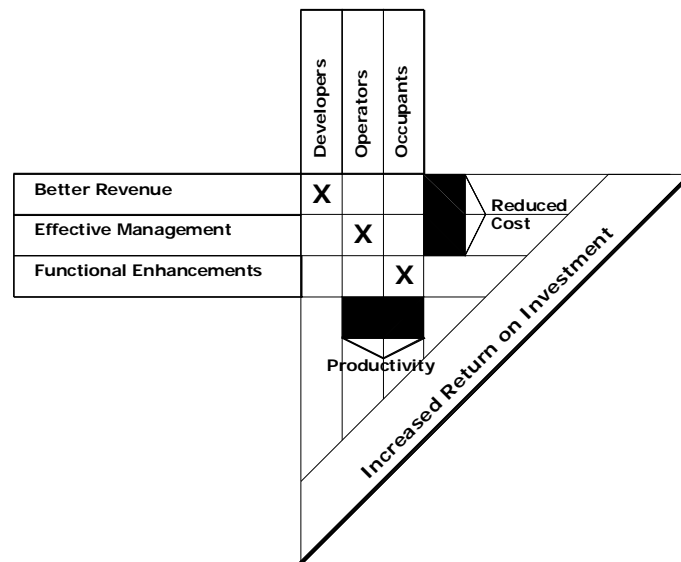 Developers
Operators
Occupants
Better Revenue
X
Reduced
Cost
Effective Management
X
Functional Enhancements
X
Productivity
Increased Return on Investment